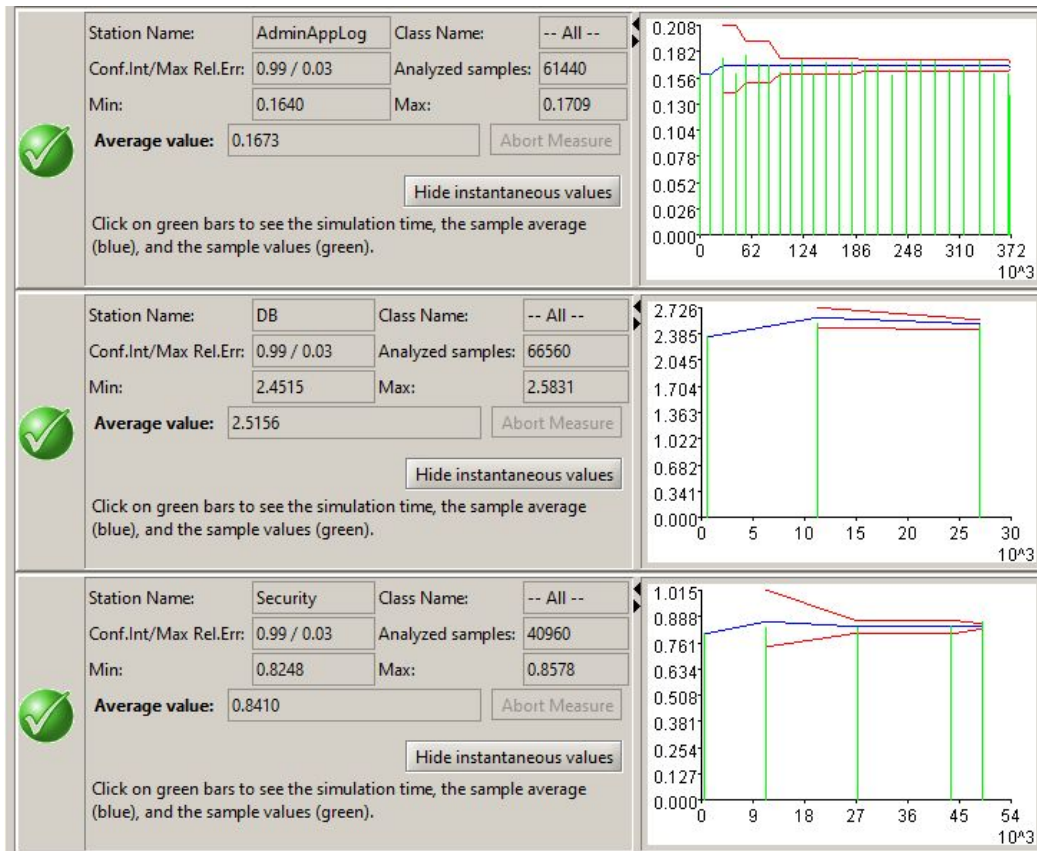 Station Name: AdminAppLog Class Name: -- All --
Conf.Int/Max Rel.Err: 0.99 / 0.03 Analyzed samples: 61440
Min: 0.1640 Max: 0.1709
Average value: 0.1673 Abort Measure
Hide instantaneous values
Click on green bars to see the simulation time, the sample average
(blue), and the sample values (green).
0.208
0.182
0.156
0.130
0.104
0.078
0.052
0.026
0.000
0 62 124 186 248 310 372
10^3
Station Name: DB Class Name: -- All --
Conf.Int/Max Rel.Err: 0.99 / 0.03 Analyzed samples: 66560
Min: 2.4515 Max: 2.5831
Average value: 2.5156 Abort Measure
Hide instantaneous values
Click on green bars to see the simulation time, the sample average
(blue), and the sample values (green).
2.726
2.385
2.045
1.704
1.363
1.022
0.682
0.341
0.000
0 5 10 15 20 25 30
10^3
Station Name: Security Class Name: -- All --
Conf.Int/Max Rel.Err: 0.99 / 0.03 Analyzed samples: 40960
Min: 0.8248 Max: 0.8578
Average value: 0.8410 Abort Measure
Hide instantaneous values
Click on green bars to see the simulation time, the sample average
(blue), and the sample values (green).
1.015
0.888
0.761
0.634
0.508
0.381
0.254
0.127
0.000
0 9 18 27 36 45 54
10^3